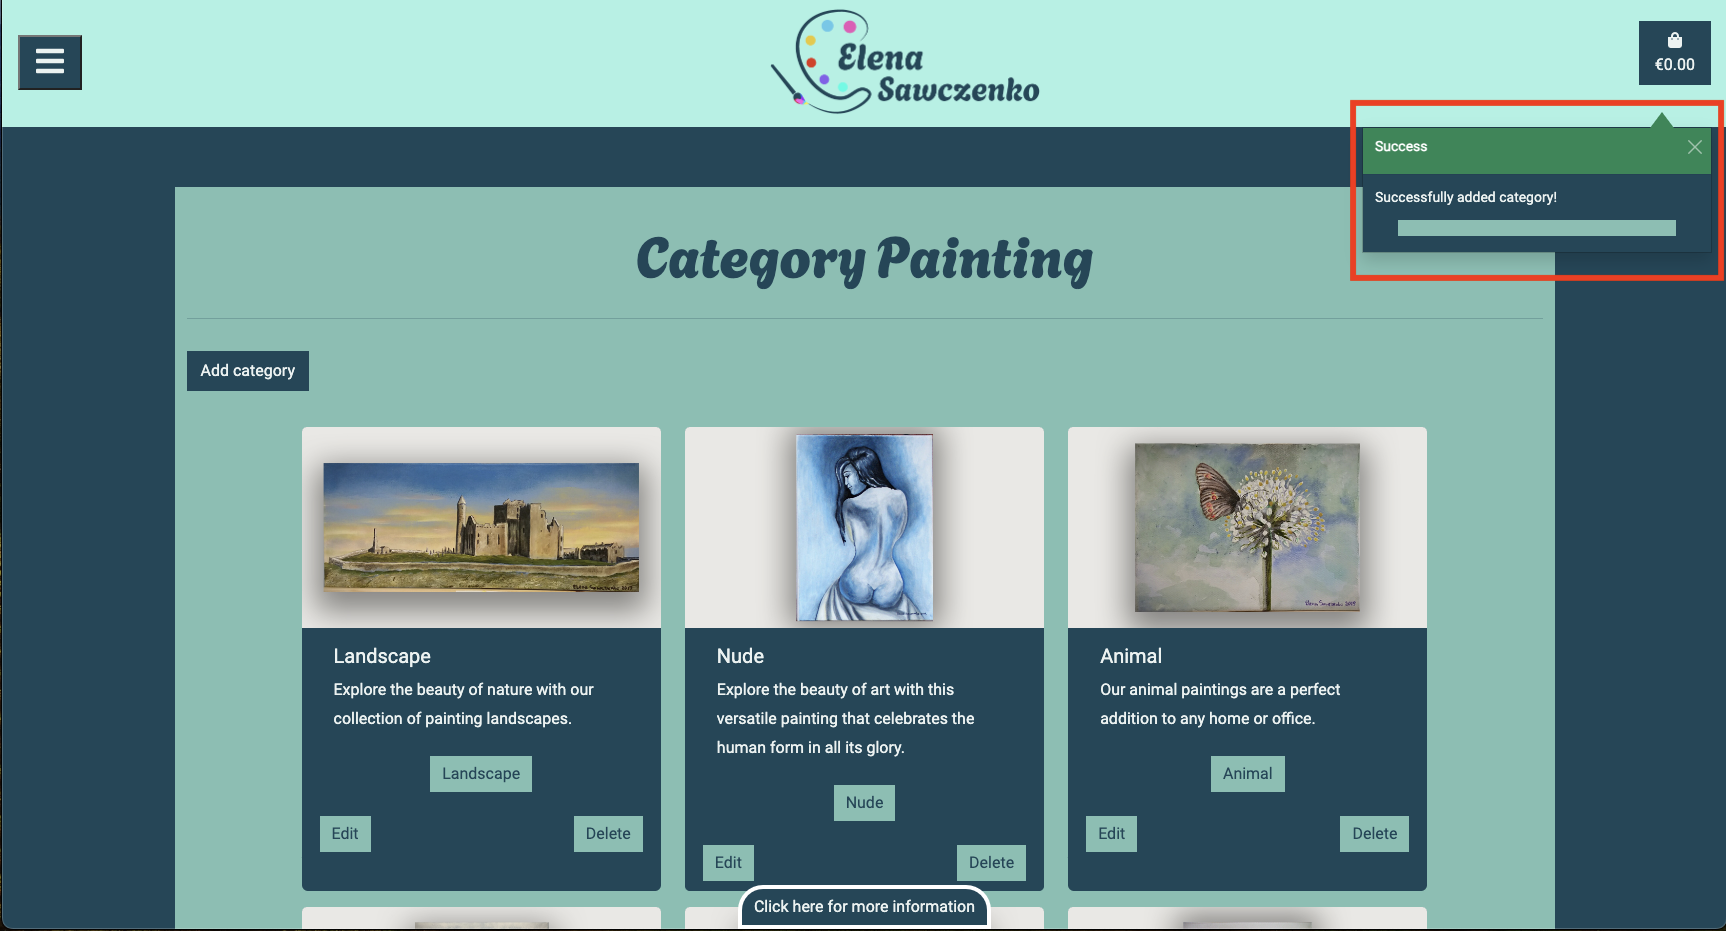 Elena
Sawczenko
€0.00
Success
Successfully added category!
Category Painting
Add category
Landscape
Explore the beauty of nature with our
collection of painting landscapes.
Landscape
Edit
Delete
Nude
Explore the beauty of art with this
versatile painting that celebrates the
human form in all its glory.
Nude
Edit
Delete
Animal
Our animal paintings are a perfect
addition to any home or office.
Animal
Edit
Delete
Click here for more information